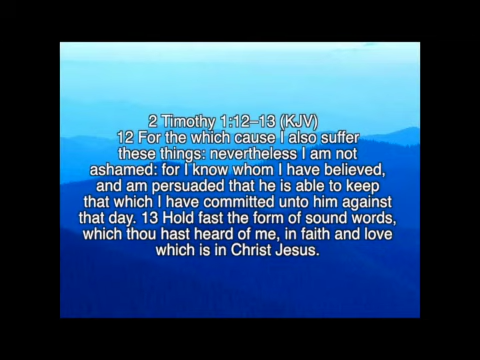 2 Timothy 1:12–13 (KJV)
12 For the which cause I also suffer
these things: nevertheless I am not
ashamed: for I know whom I have believed,
and am persuaded that he is able to keep
that which I have committed unto him against
that day. 13 Hold fast the form of sound words,
which thou hast heard of me, in faith and love
which is in Christ Jesus.